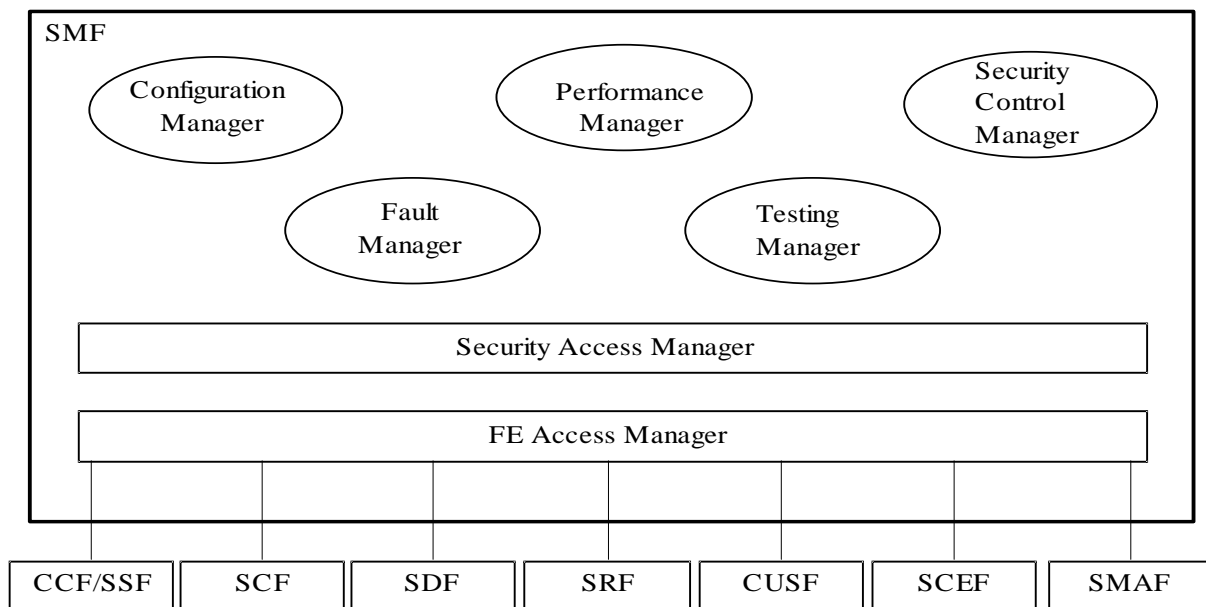 SMF
Configuration
Manager
Performance
Manager
Security
Control
Manager
Fault
Manager
Testing
Manager
Security Access Manager
FE Access Manager
CCF/SSF
SCF
SDF
SRF
CUSF
SCEF
SMAF